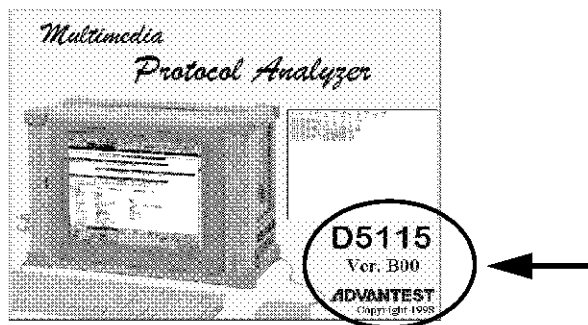 Multimedia
Protocol Analyzer
D5115
Ver. B00
ADVANTEST
Copyright 1998